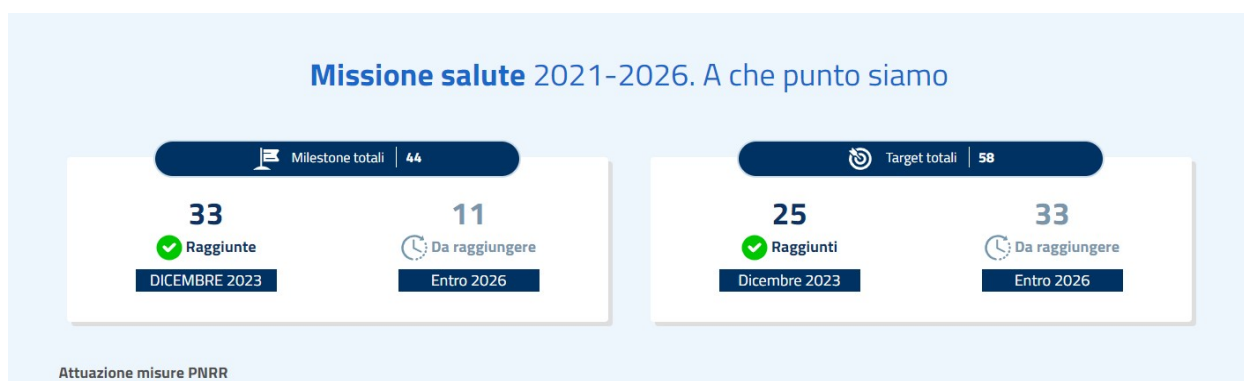 Missione salute 2021-2026. A che punto siamo
Milestone totali | 44
33
Raggiunte
DICEMBRE 2023
11
Da raggiungere
Entro 2026
Target totali | 58
25
Raggiunti
Dicembre 2023
33
Da raggiungere
Entro 2026
Attuazione misure PNRR